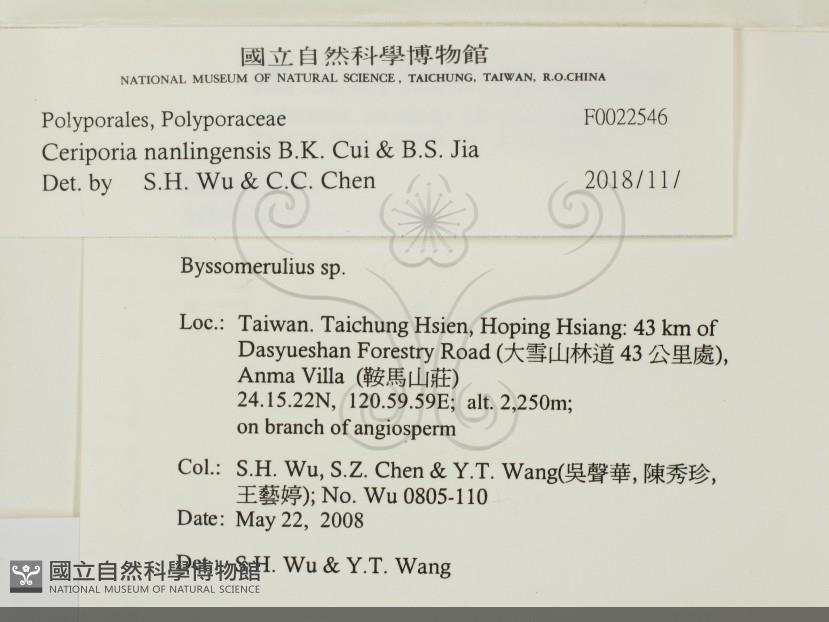 國立自然科學博物館
NATIONAL MUSEUM OF NATURAL SCIENCE, TAICHUNG, TAIWAN, R.O.CHINA
Polyporales, Polyporaceae F0022546
Ceriporia nanlingensis B.K. Cui & B.S. Jia
Det. by S.H. Wu & C.C. Chen 2018/11/
Byssomerulius sp.
Loc.: Taiwan. Taichung Hsien, Hoping Hsiang: 43 km of
Dasyueshan Forestry Road (大雪山林道 43 公里處),
Anma Villa (鞍馬山莊)
24.15.22N, 120.59.59E; alt. 2,250m;
on branch of angiosperm
Col.: S.H. Wu, S.Z. Chen & Y.T. Wang(吳聲華, 陳秀珍,
王藝婷); No. Wu 0805-110
Date: May 22, 2008
Det.: S.H. Wu & Y.T. Wang
國立自然科學博物館
NATIONAL MUSEUM OF NATURAL SCIENCE